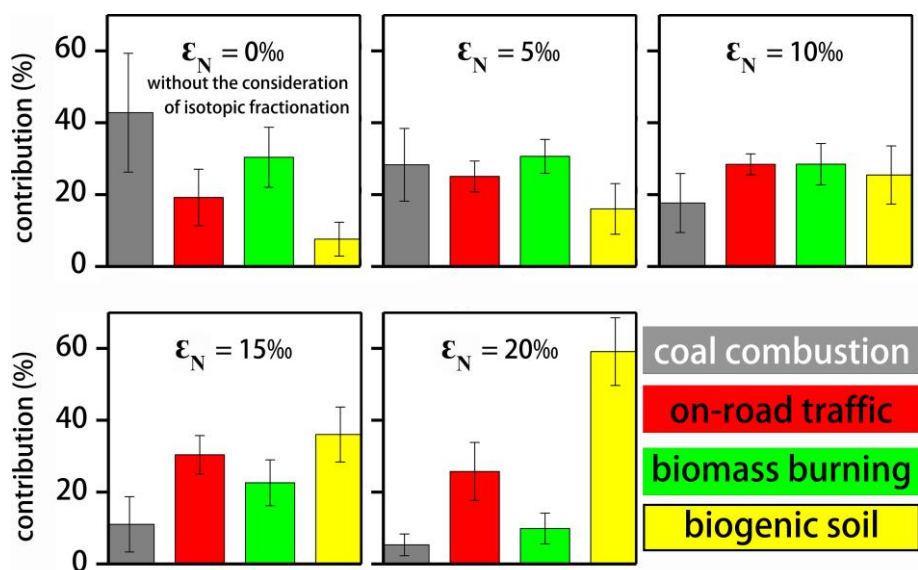 contribution (%)
60
40
20
0
εN = 0‰
without the consideration
of isotopic fractionation
εN = 5‰
εN = 10‰
contribution (%)
60
40
20
0
εN = 15‰
εN = 20‰
coal combustion
on-road traffic
biomass burning
biogenic soil